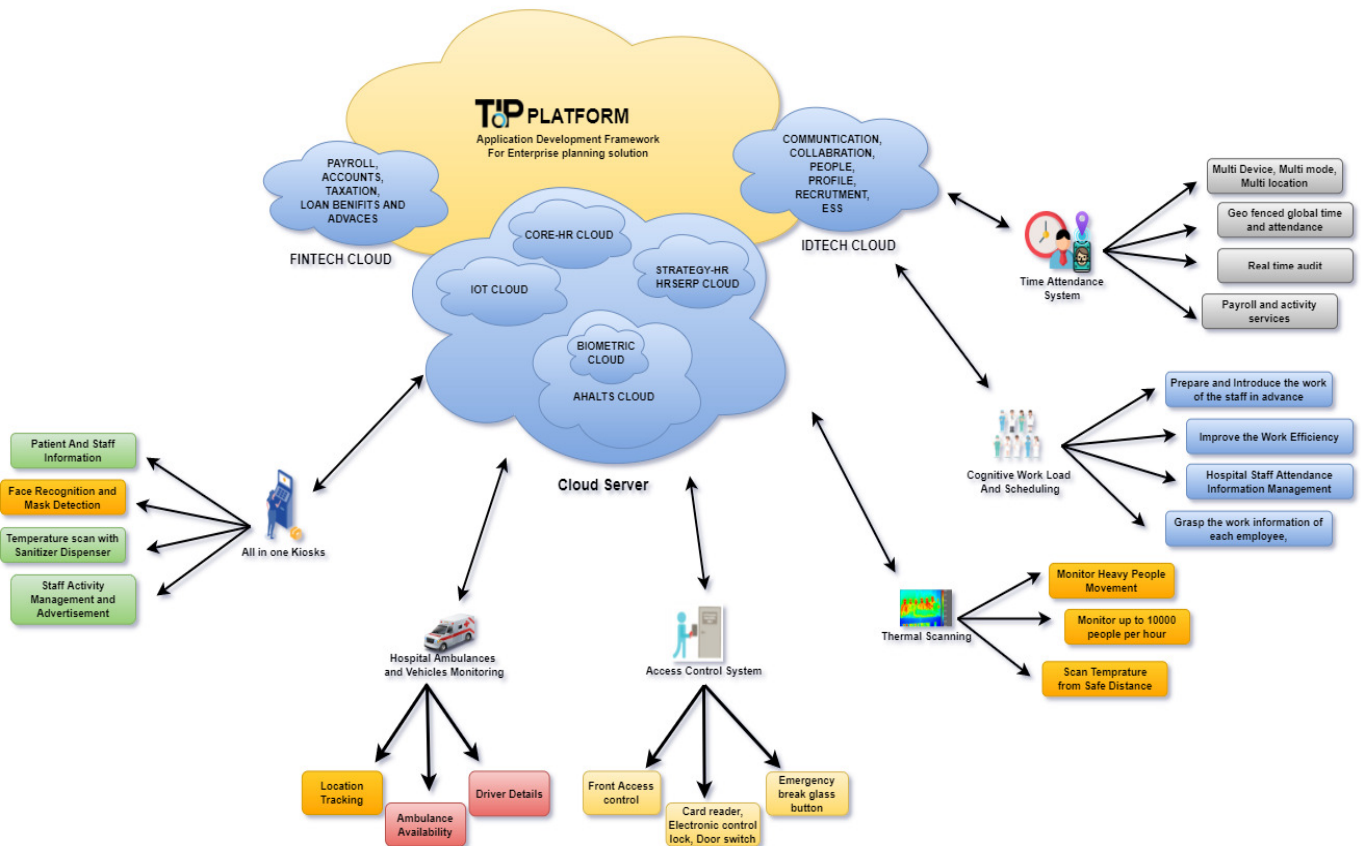 TOP PLATFORM
Application Development Framework
For Enterprise planning solution
PAYROLL,
ACCOUNTS,
TAXATION,
LOAN BENIFITS AND
ADVACES
FINTECH CLOUD
COMMUNTICATION,
COLLABRATION,
PEOPLE,
PROFILE,
RECRUTMENT,
ESS
IDTECH CLOUD
CORE-HR CLOUD
IOT CLOUD
STRATEGY-HR
HRSERP CLOUD
BIOMETRIC
CLOUD
AHALTS CLOUD
Cloud Server
Time Attendance
System
Multi Device, Multi mode,
Multi location
Geo fenced global time
and attendance
Real time audit
Payroll and activity
services
Cognitive Work Load
And Scheduling
Prepare and Introduce the work
of the staff in advance
Improve the Work Efficiency
Hospital Staff Attendance
Information Management
Grasp the work information of
each employee,
Thermal Scanning
Monitor Heavy People
Movement
Monitor up to 10000
people per hour
Scan Temprature
from Safe Distance
Patient And Staff
Information
Face Recognition and
Mask Detection
Temperature scan with
Sanitizer Dispenser
Staff Activity
Management and
Advertisement
All in one Kiosks
Hospital Ambulances
and Vehicles Monitoring
Location
Tracking
Ambulance
Availability
Driver Details
Access Control System
Front Access
control
Card reader,
Electronic control
lock, Door switch
Emergency
break glass
button